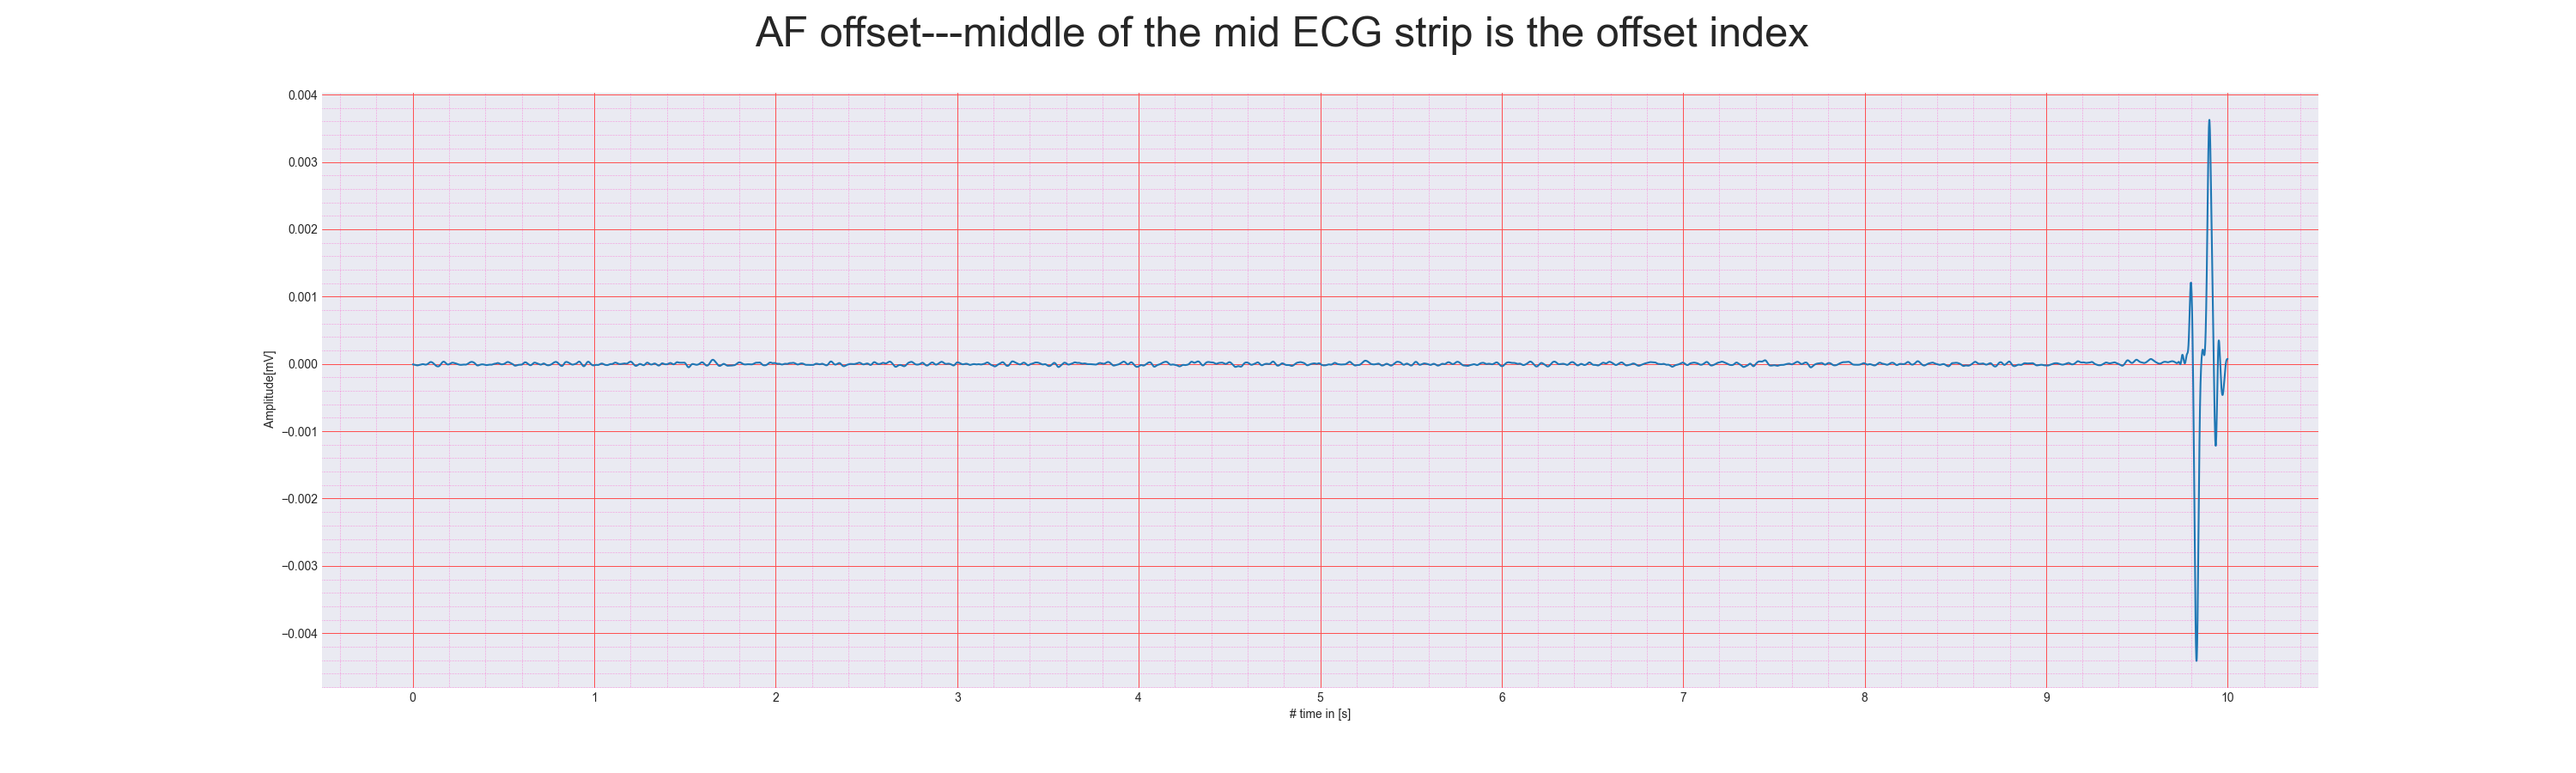 AF offset---middle of the mid ECG strip is the offset index
0.004
0.003
0.002
0.001
0.000
−0.001
−0.002
−0.003
−0.004
Amplitude[mV]
0 1 2 3 4 5 6 7 8 9 10
# time in [s]